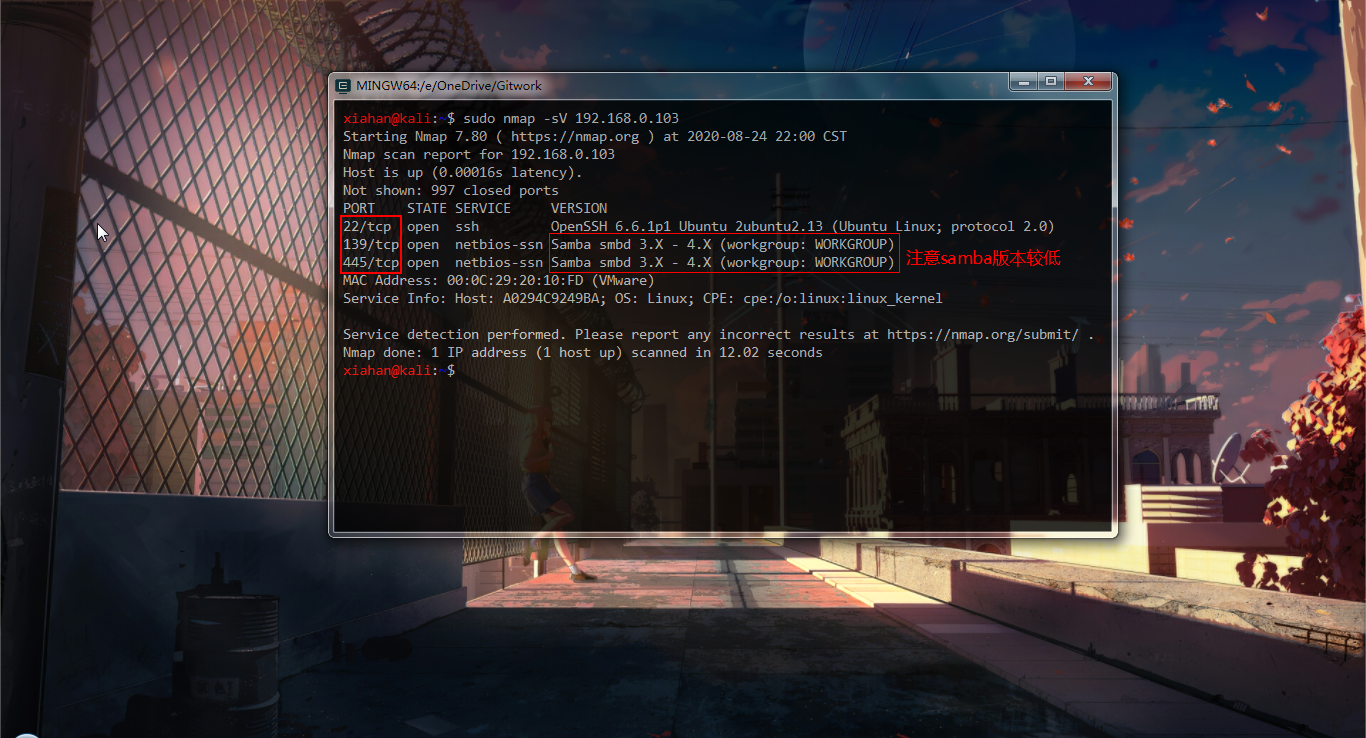 MINGW64:/e/OneDrive/Gitwork
xiahan@kali:~$ sudo nmap -sV 192.168.0.103
Starting Nmap 7.80 ( https://nmap.org ) at 2020-08-24 22:00 CST
Nmap scan report for 192.168.0.103
Host is up (0.00016s latency).
Not shown: 997 closed ports
PORT    STATE SERVICE     VERSION
22/tcp  open  ssh         OpenSSH 6.6.1p1 Ubuntu 2ubuntu2.13 (Ubuntu Linux; protocol 2.0)
139/tcp open  netbios-ssn Samba smbd 3.X - 4.X (workgroup: WORKGROUP)
445/tcp open  netbios-ssn Samba smbd 3.X - 4.X (workgroup: WORKGROUP) 注意samba版本较低
MAC Address: 00:0C:29:20:10:FD (VMware)
Service Info: Host: A0294C9249BA; OS: Linux; CPE: cpe:/o:linux:linux_kernel
Service detection performed. Please report any incorrect results at https://nmap.org/submit/ .
Nmap done: 1 IP address (1 host up) scanned in 12.02 seconds
xiahan@kali:~$